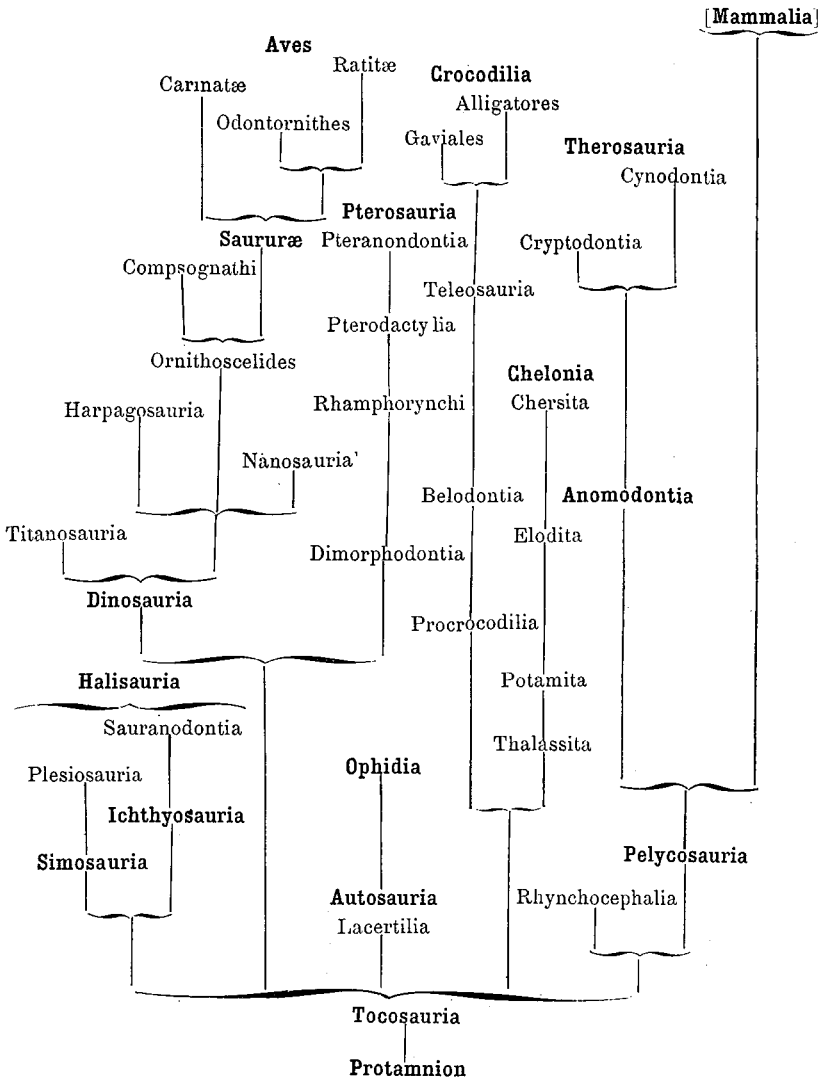 [Mammalia]
Aves
Ratitæ
Carinatæ
Crocodilia
Alligatores
Odontornithes
Gaviales
Therosauria
Cynodontia
Pterosauria
Saururæ
Pteranondontia
Cryptodontia
Compsognathi
Teleosauria
Pterodactylia
Ornithoscelides
Chelonia
Harpagosauria
Rhamphorynchi
Chersita
Nanosauria'
Belodontia
Anomodontia
Titanosauria
Elodita
Dimorphodontia
Dinosauria
Procrocodilia
Halisauria
Potamita
Sauranodontia
Thalassita
Plesiosauria
Ophidia
Ichthyosauria
Simosauria
Pelycosauria
Autosauria
Rhynchocephalia
Lacertilia
Tocosauria
Protamnion